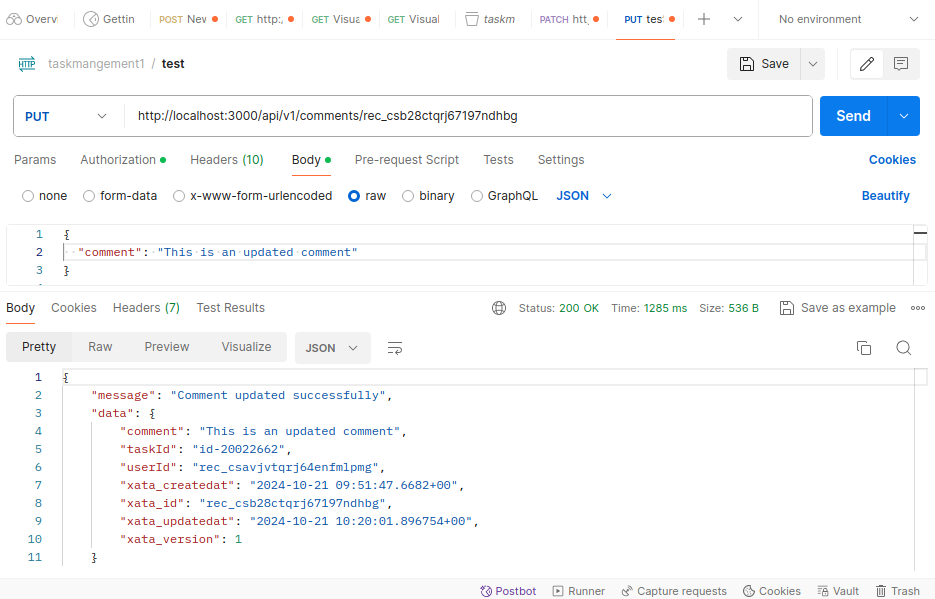 Overvi Gettin POST Nev GET http:/ GET Visua GET Visual taskm PATCH htt PUT tes No environment
HTTP taskmangement1 / test Save
PUT http://localhost:3000/api/v1/comments/rec_csb28ctqrj67197ndhbg Send
Params Authorization Headers (10) Body Pre-request Script Tests Settings Cookies
none form-data x-www-form-urlencoded raw binary GraphQL JSON Beautify
1 {
2 "comment": "This is an updated comment"
3 }
Body Cookies Headers (7) Test Results Status: 200 OK Time: 1285 ms Size: 536 B Save as example
Pretty Raw Preview Visualize JSON
1 {
2 "message": "Comment updated successfully",
3 "data": {
4 "comment": "This is an updated comment",
5 "taskId": "id-20022662",
6 "userId": "rec_csavjvtqrj64enfmlpmg",
7 "xata_createdat": "2024-10-21 09:51:47.6682+00",
8 "xata_id": "rec_csb28ctqrj67197ndhbg",
9 "xata_updatedat": "2024-10-21 10:20:01.896754+00",
10 "xata_version": 1
11 }
Postbot Runner Capture requests Cookies Vault Trash